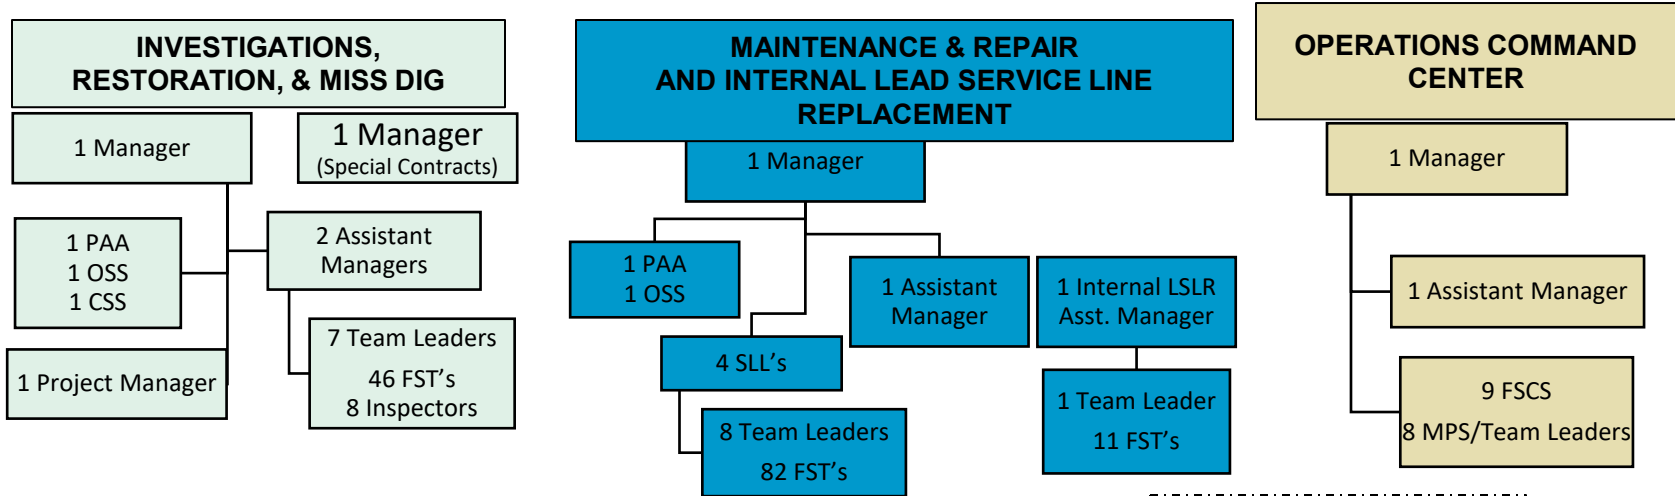 INVESTIGATIONS,
RESTORATION, & MISS DIG
1 Manager
1 Manager
(Special Contracts)
1 PAA
1 OSS
1 CSS
2 Assistant
Managers
1 Project Manager
7 Team Leaders
46 FST's
8 Inspectors
MAINTENANCE & REPAIR
AND INTERNAL LEAD SERVICE LINE
REPLACEMENT
1 Manager
1 PAA
1 OSS
1 Assistant
Manager
1 Internal LSLR
Asst. Manager
4 SLL's
8 Team Leaders
82 FST's
1 Team Leader
11 FST's
OPERATIONS COMMAND
CENTER
1 Manager
1 Assistant Manager
9 FSCS
8 MPS/Team Leaders